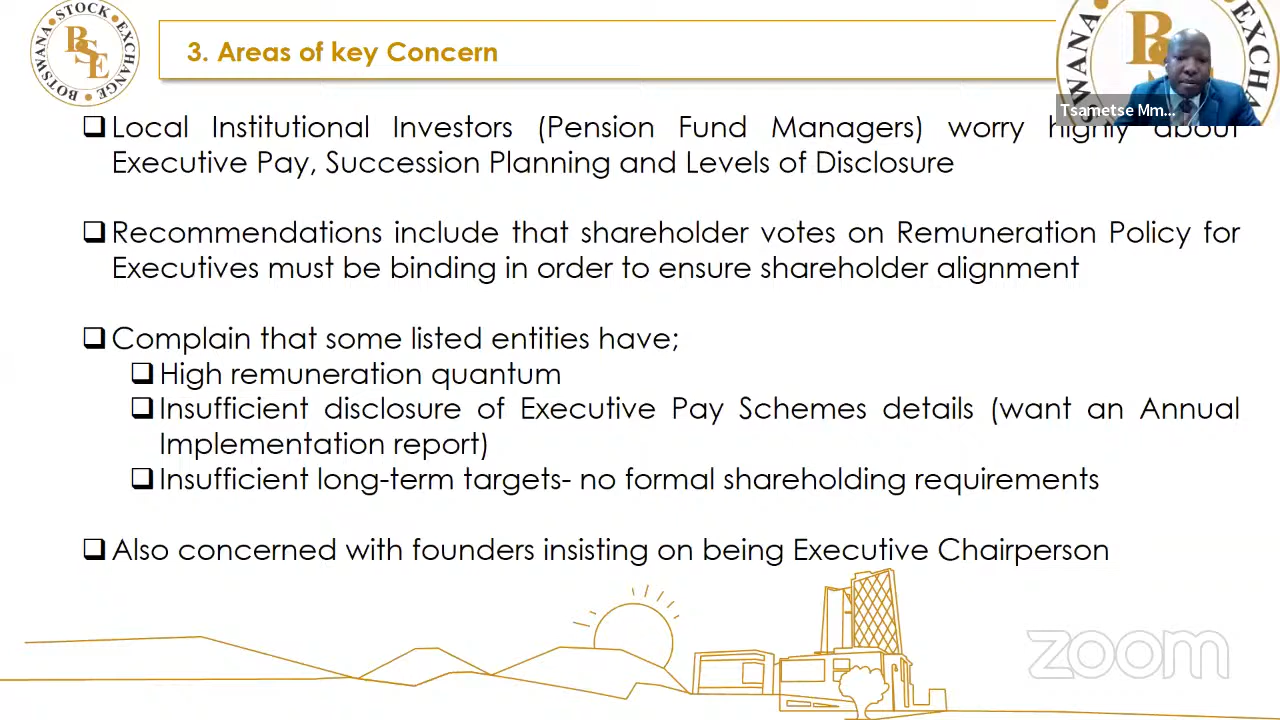 BOTSWANA STOCK EXCHANGE
BSE
3. Areas of key Concern
Tsametse Mm...
❑ Local Institutional Investors (Pension Fund Managers) worry highly about
Executive Pay, Succession Planning and Levels of Disclosure
❑ Recommendations include that shareholder votes on Remuneration Policy for
Executives must be binding in order to ensure shareholder alignment
❑ Complain that some listed entities have;
❑ High remuneration quantum
❑ Insufficient disclosure of Executive Pay Schemes details (want an Annual
Implementation report)
❑ Insufficient long-term targets- no formal shareholding requirements
❑ Also concerned with founders insisting on being Executive Chairperson
zoom